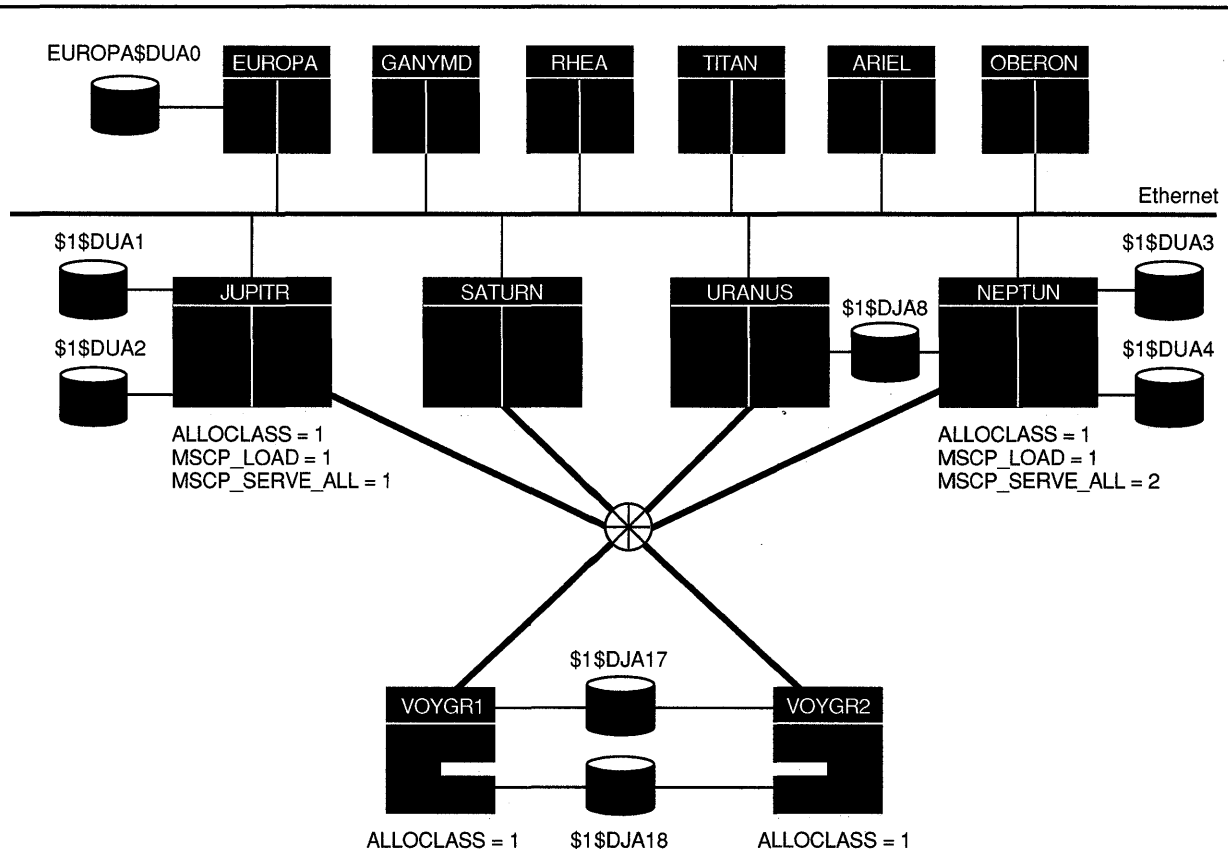 EUROPA$DUA0
EUROPA
GANYMD
RHEA
TITAN
ARIEL
OBERON
Ethernet
$1$DUA1
$1$DUA3
JUPITR
SATURN
URANUS
NEPTUN
$1$DJA8
$1$DUA2
$1$DUA4
ALLOCLASS = 1
MSCP_LOAD = 1
MSCP_SERVE_ALL = 1
ALLOCLASS = 1
MSCP_LOAD = 1
MSCP_SERVE_ALL = 2
$1$DJA17
VOYGR1
VOYGR2
ALLOCLASS = 1
$1$DJA18
ALLOCLASS = 1